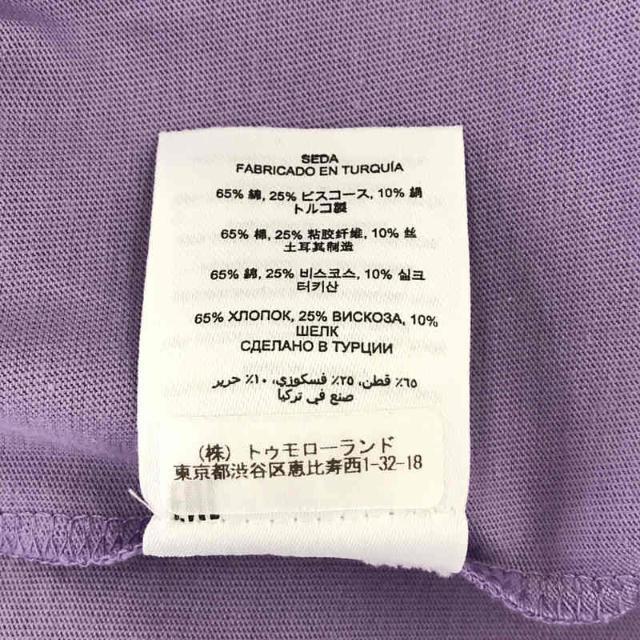 SEDA
FABRICADO EN TURQUÍA
65% 綿, 25% ビスコース, 10% 絹
トルコ製
65% 棉, 25% 粘胶纤维, 10% 丝
土耳其制造
65% 綿, 25% 비스코스, 10% 실크
터키산
65% ХЛОПОК, 25% ВИСКОЗА, 10%
ШЕЛК
СДЕЛАНО В ТУРЦИИ
٦٥٪ قطن، ٢٥٪ فسكوزي، ١٠٪ حرير
صنع في تركيا
(株) トゥモローランド
東京都渋谷区恵比寿西1-32-18